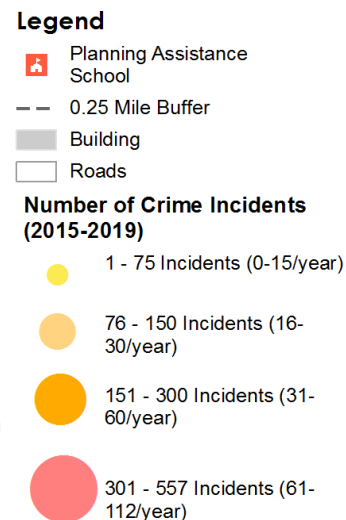 Legend
Planning Assistance
School
0.25 Mile Buffer
Building
Roads
Number of Crime Incidents
(2015-2019)
1 - 75 Incidents (0-15/year)
76 - 150 Incidents (16-
30/year)
151 - 300 Incidents (31-
60/year)
301 - 557 Incidents (61-
112/year)